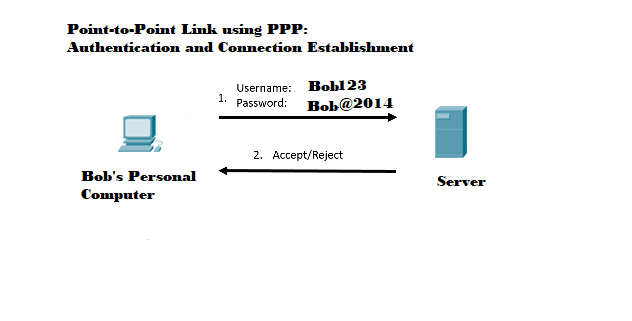 Point-to-Point Link using PPP:
Authentication and Connection Establishment
1. Username: Bob123
Password: Bob@2014
2. Accept/Reject
Bob's Personal
Computer
Server